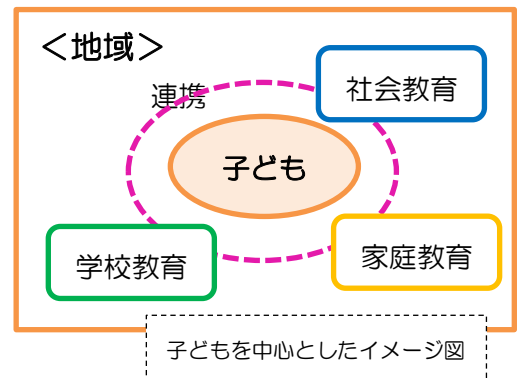 ＜地域＞
連携
社会教育
子ども
学校教育
家庭教育
子どもを中心としたイメージ図